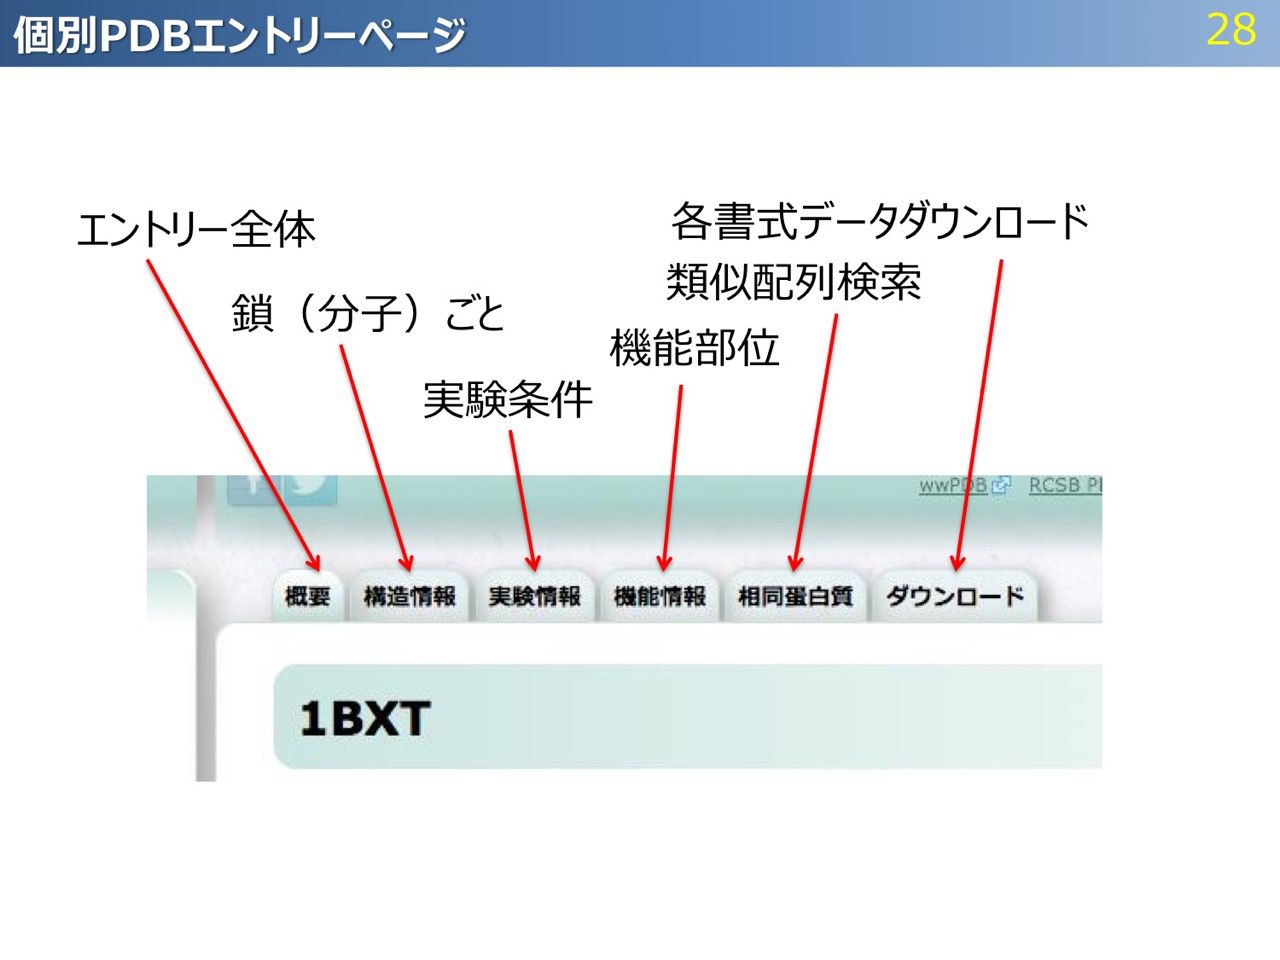 個別PDBエントリーページ
28
エントリー全体
各書式データダウンロード
類似配列検索
鎖（分子）ごと
機能部位
実験条件
wwPDB
RCSB
概要
構造情報
実験情報
機能情報
相同蛋白質
ダウンロード
1BXT